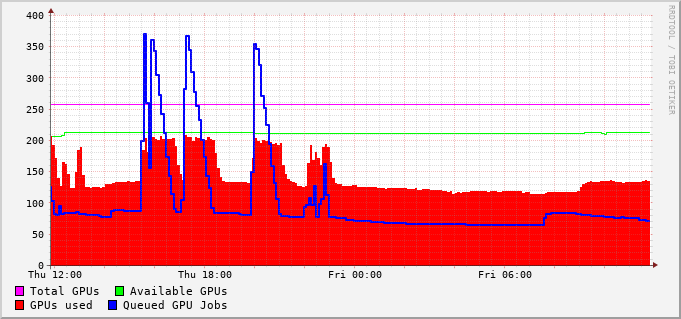 400
350
300
250
200
150
100
50
0
Thu 12:00 Thu 18:00 Fri 00:00 Fri 06:00
Total GPUs Available GPUs
GPUs used Queued GPU Jobs
RRDTOOL / TOBI OETIKER